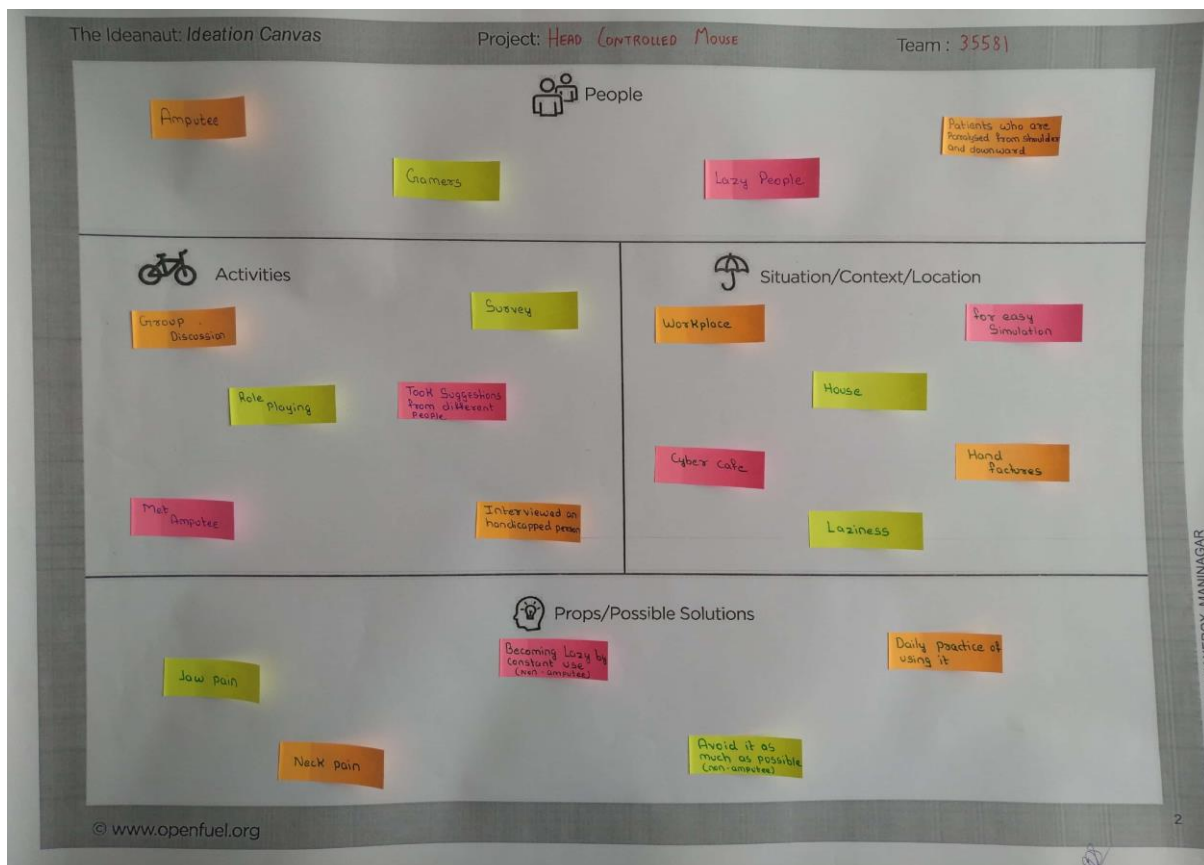 The Ideanaut: Ideation Canvas
Project: HEAD CONTROLLED MOUSE
Team : 35581
People
Amputee
Gamers
Lazy People
Patients who are
Paralysed from shoulder
and downward
Activities
Group
Discossion
Survey
Role
Playing
Took Suggestions
from different
People
Met
Amputee
Interviewed an
handicapped person
Situation/Context/Location
Workplace
for easy
Simulation
House
Cyber Cafe
Hand
factures
Laziness
Props/Possible Solutions
Jaw pain
Becoming Lazy by
constant use
(non-amputee)
Daily practice of
using it
Neck pain
Avoid it as
much as possible
(non-amputee)
© www.openfuel.org
2
XEROX, MANINAGAR